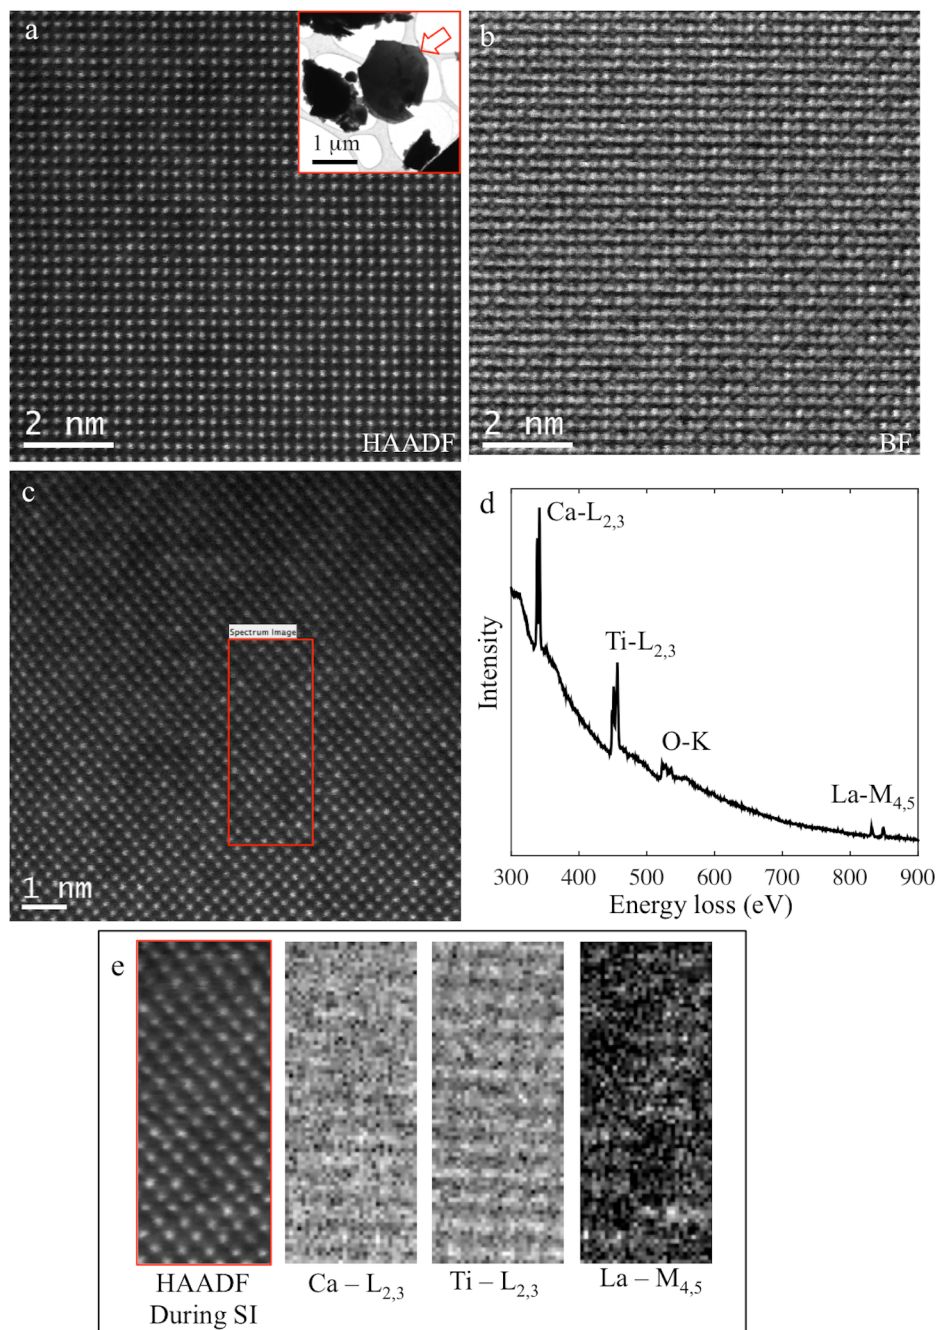 a
1 μm
2 nm
HAADF
b
2 nm
BF
c
Spectrum Image
1 nm
d
Ca-L2,3
Ti-L2,3
O-K
La-M4,5
Intensity
300 400 500 600 700 800 900
Energy loss (eV)
e
HAADF
During SI
Ca – L2,3
Ti – L2,3
La – M4,5